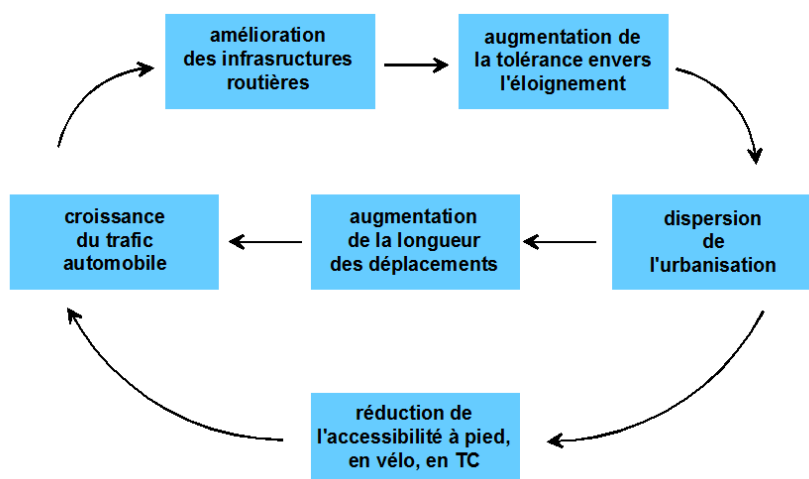 amélioration
des infrasructures
routières
augmentation de
la tolérance envers
l'éloignement
croissance
du trafic
automobile
augmentation
de la longueur
des déplacements
dispersion
de
l'urbanisation
réduction de
l'accessibilité à pied,
en vélo, en TC